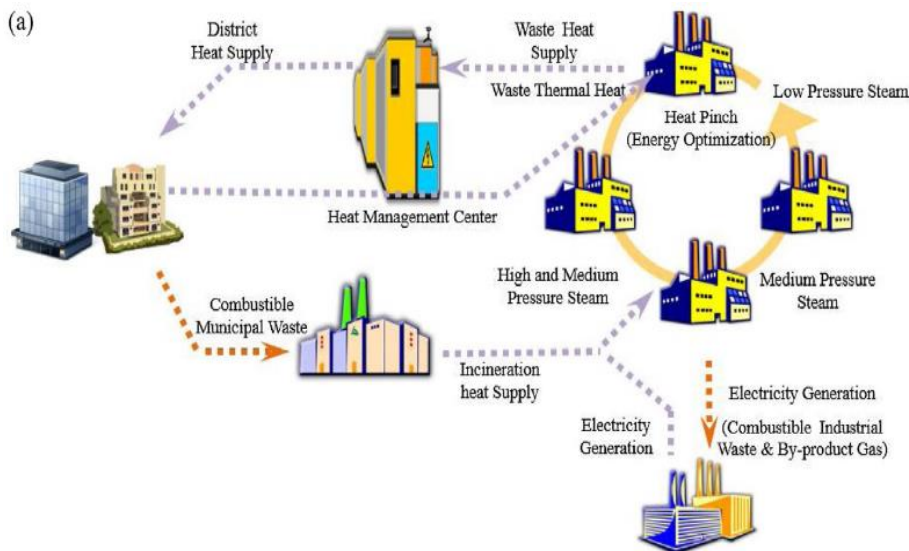 (a)
District
Heat Supply
Waste Heat
Supply
Waste Thermal Heat
Low Pressure Steam
Heat Pinch
(Energy Optimization)
Heat Management Center
High and Medium
Pressure Steam
Medium Pressure
Steam
Combustible
Municipal Waste
Incineration
heat Supply
Electricity
Generation
Electricity Generation
(Combustible Industrial
Waste & By-product Gas)